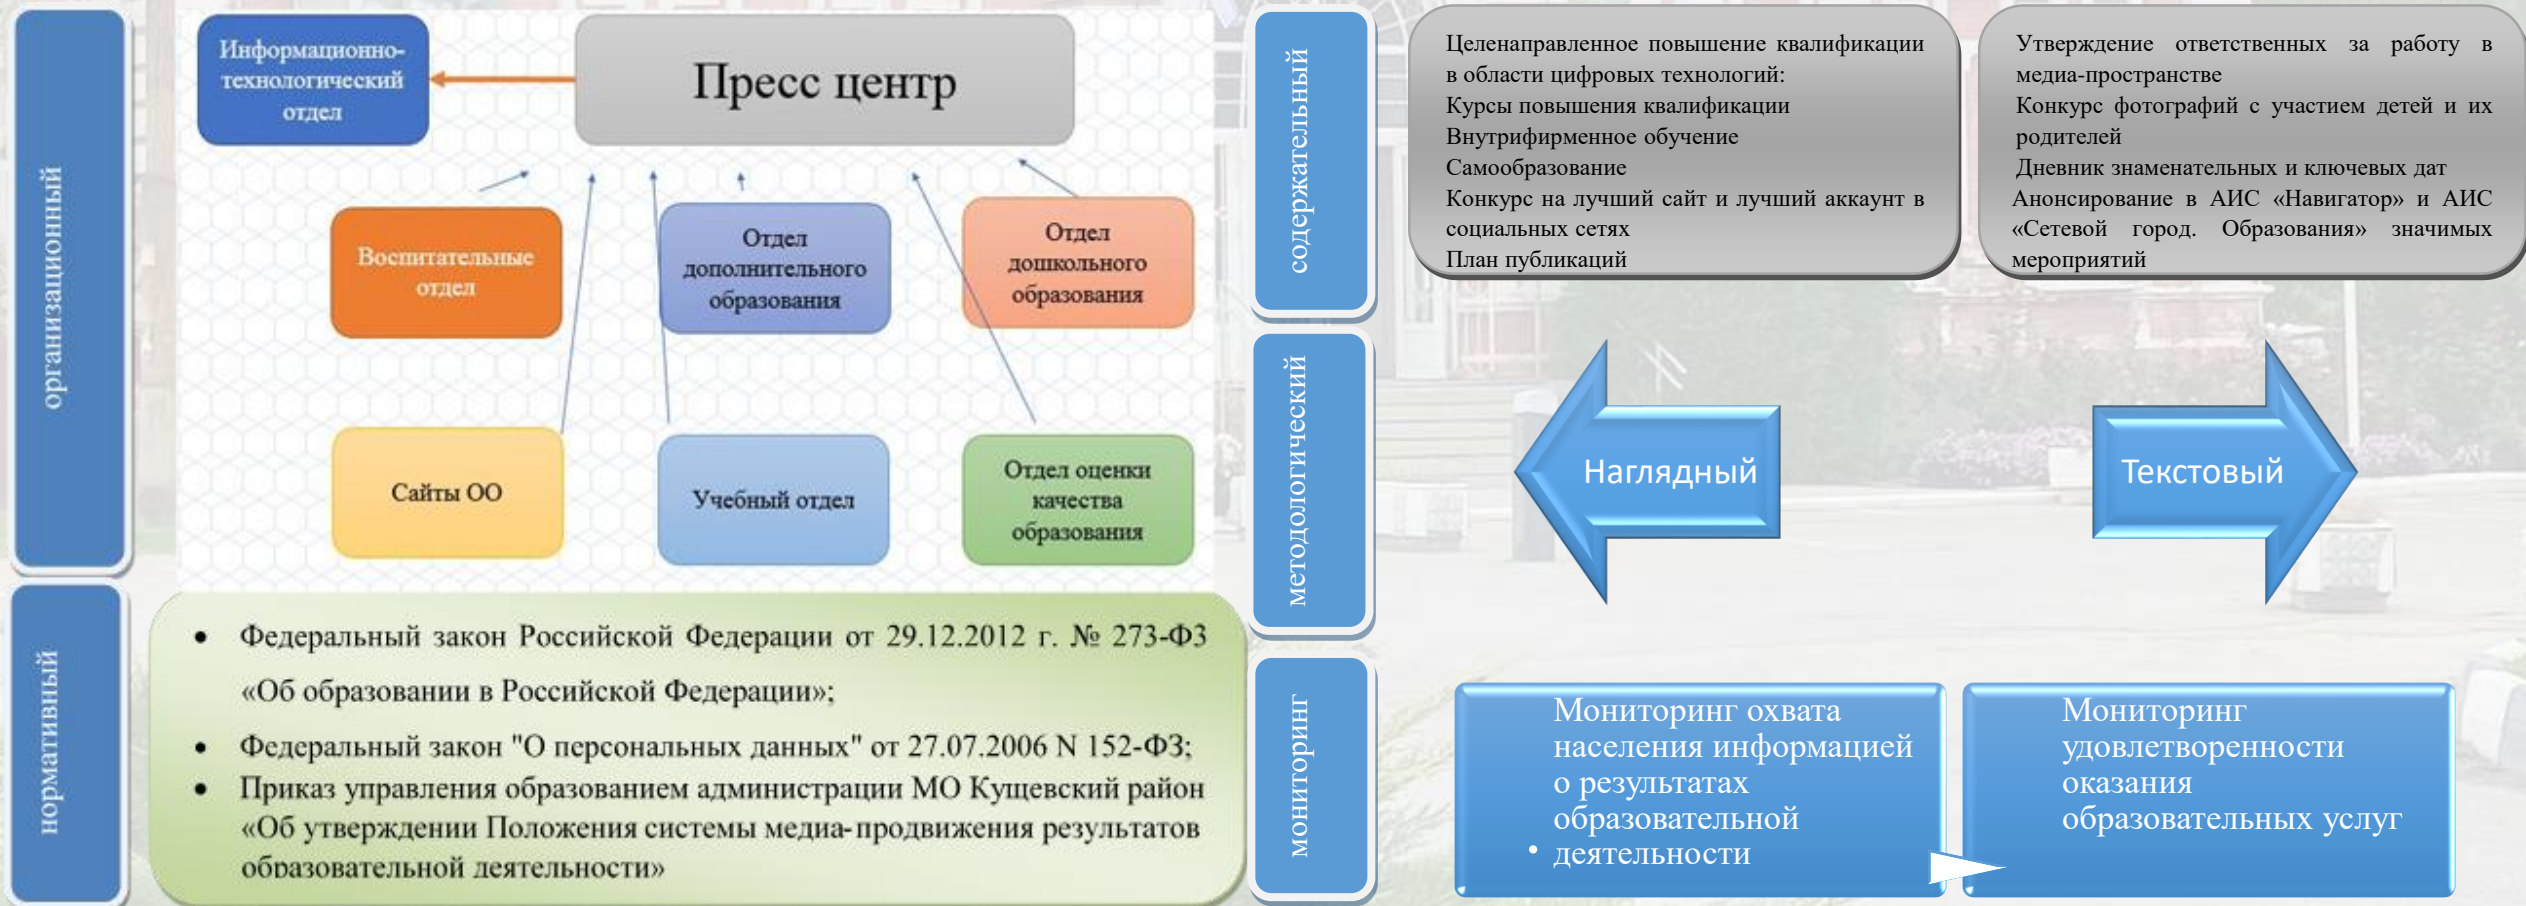 организационный
Информационно-
технологический
отдел
Пресс центр
Воспитательные
отдел
Отдел
дополнительного
образования
Отдел
дошкольного
образования
Сайты ОО
Учебный отдел
Отдел оценки
качества
образования
нормативный
• Федеральный закон Российской Федерации от 29.12.2012 г. № 273-ФЗ
«Об образовании в Российской Федерации»;
• Федеральный закон "О персональных данных" от 27.07.2006 N 152-ФЗ;
• Приказ управления образованием администрации МО Кущевский район
«Об утверждении Положения системы медиа-продвижения результатов
образовательной деятельности»
содержательный
Целенаправленное повышение квалификации
в области цифровых технологий:
Курсы повышения квалификации
Внутрифирменное обучение
Самообразование
Конкурс на лучший сайт и лучший аккаунт в
социальных сетях
План публикаций
Утверждение ответственных за работу в
медиа-пространстве
Конкурс фотографий с участием детей и их
родителей
Дневник знаменательных и ключевых дат
Анонсирование в АИС «Навигатор» и АИС
«Сетевой город. Образования» значимых
мероприятий
методологический
Наглядный
Текстовый
мониторинг
Мониторинг охвата
населения информацией
о результатах
образовательной
• деятельности
Мониторинг
удовлетворенности
оказания
образовательных услуг